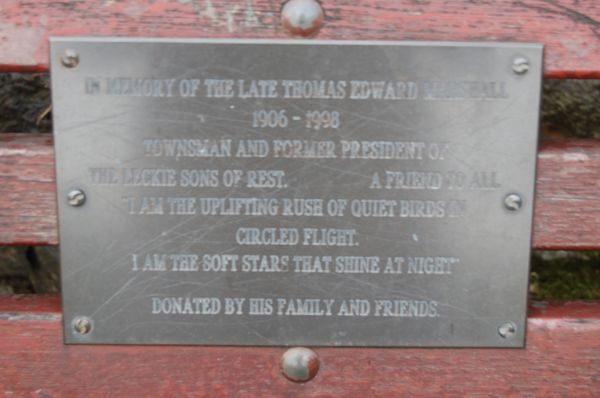 IN MEMORY OF THE LATE THOMAS EDWARD MARSHALL
1906 - 1998
TOWNSMAN AND FORMER PRESIDENT OF
THE LECKIE SONS OF REST. A FRIEND TO ALL
"I AM THE UPLIFTING RUSH OF QUIET BIRDS IN
CIRCLED FLIGHT.
I AM THE SOFT STARS THAT SHINE AT NIGHT"
DONATED BY HIS FAMILY AND FRIENDS.